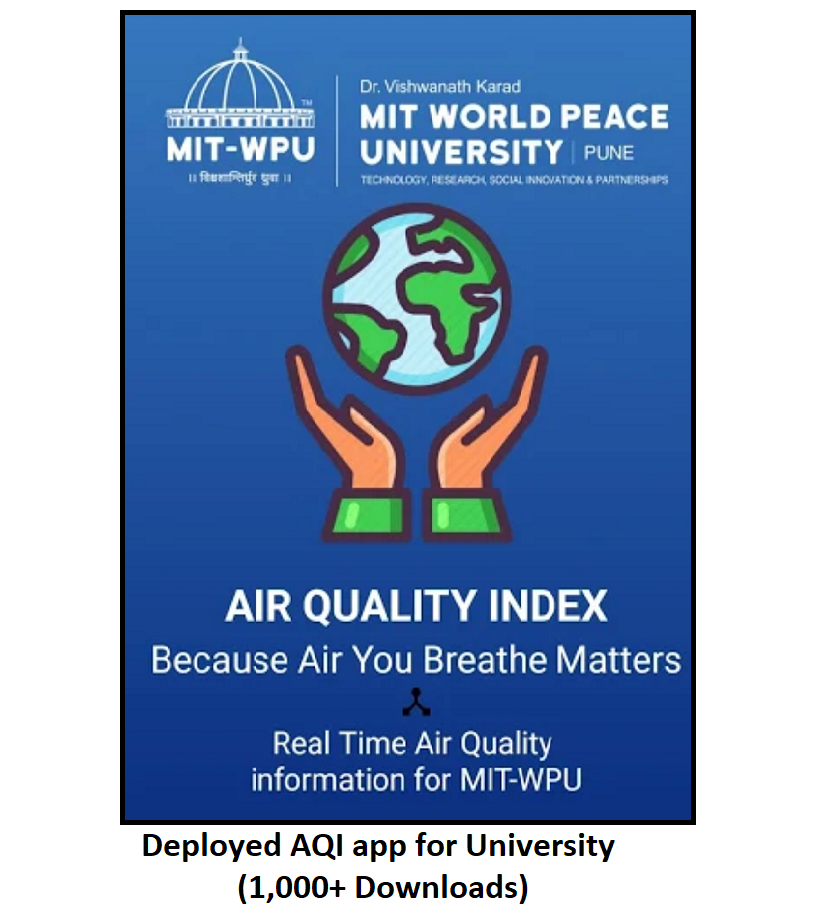 Dr. Vishwanath Karad
MIT WORLD PEACE
UNIVERSITY | PUNE
TECHNOLOGY, RESEARCH, SOCIAL INNOVATION & PARTNERSHIPS
TM
MIT-WPU
॥ विश्वशान्तिर्ध्रुवं ध्रुवा ॥
AIR QUALITY INDEX
Because Air You Breathe Matters
Real Time Air Quality
information for MIT-WPU
Deployed AQI app for University
(1,000+ Downloads)